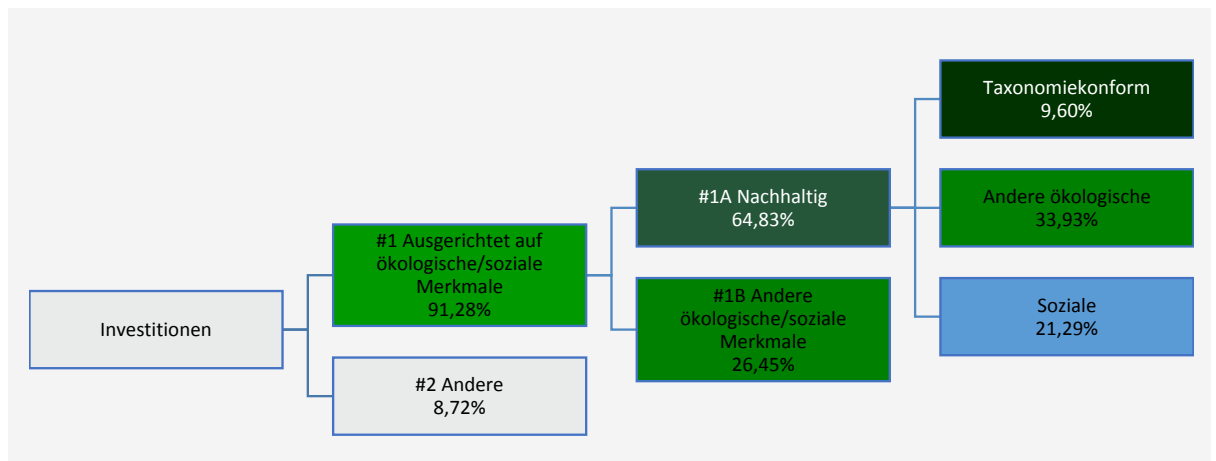 Investitionen
#1 Ausgerichtet auf
ökologische/soziale
Merkmale
91,28%
#2 Andere
8,72%
#1A Nachhaltig
64,83%
#1B Andere
ökologische/soziale
Merkmale
26,45%
Taxonomiekonform
9,60%
Andere ökologische
33,93%
Soziale
21,29%